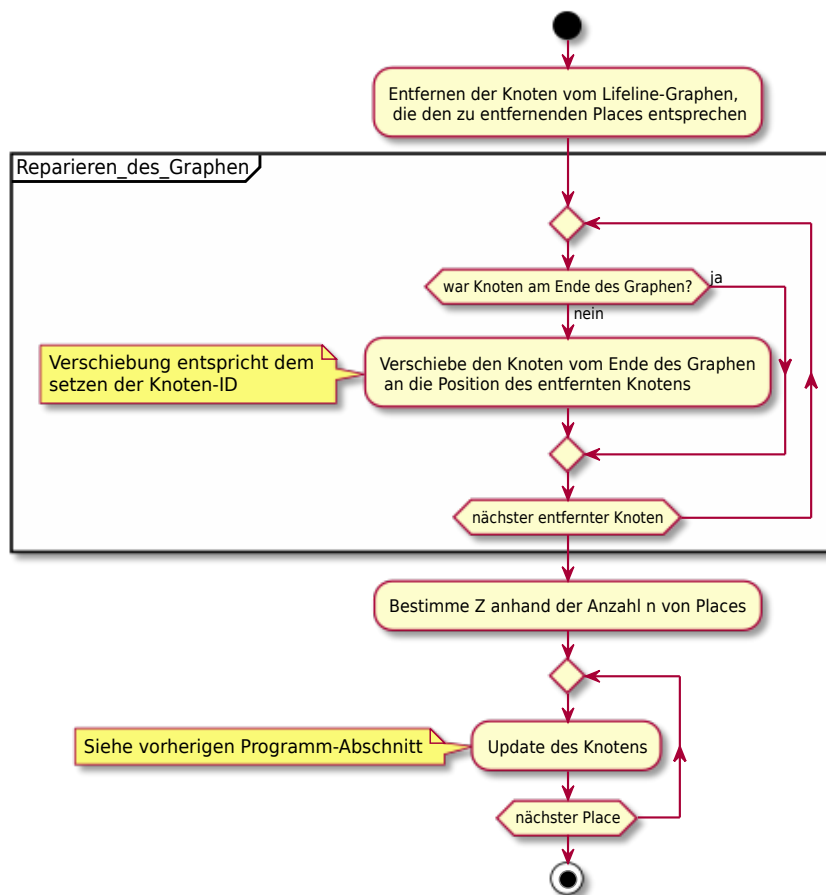 Entfernen der Knoten vom Lifeline-Graphen,
die den zu entfernenden Places entsprechen
Reparieren_des_Graphen
war Knoten am Ende des Graphen?
ja
nein
Verschiebung entspricht dem
setzen der Knoten-ID
Verschiebe den Knoten vom Ende des Graphen
an die Position des entfernten Knotens
nächster entfernter Knoten
Bestimme Z anhand der Anzahl n von Places
Siehe vorherigen Programm-Abschnitt
Update des Knotens
nächster Place